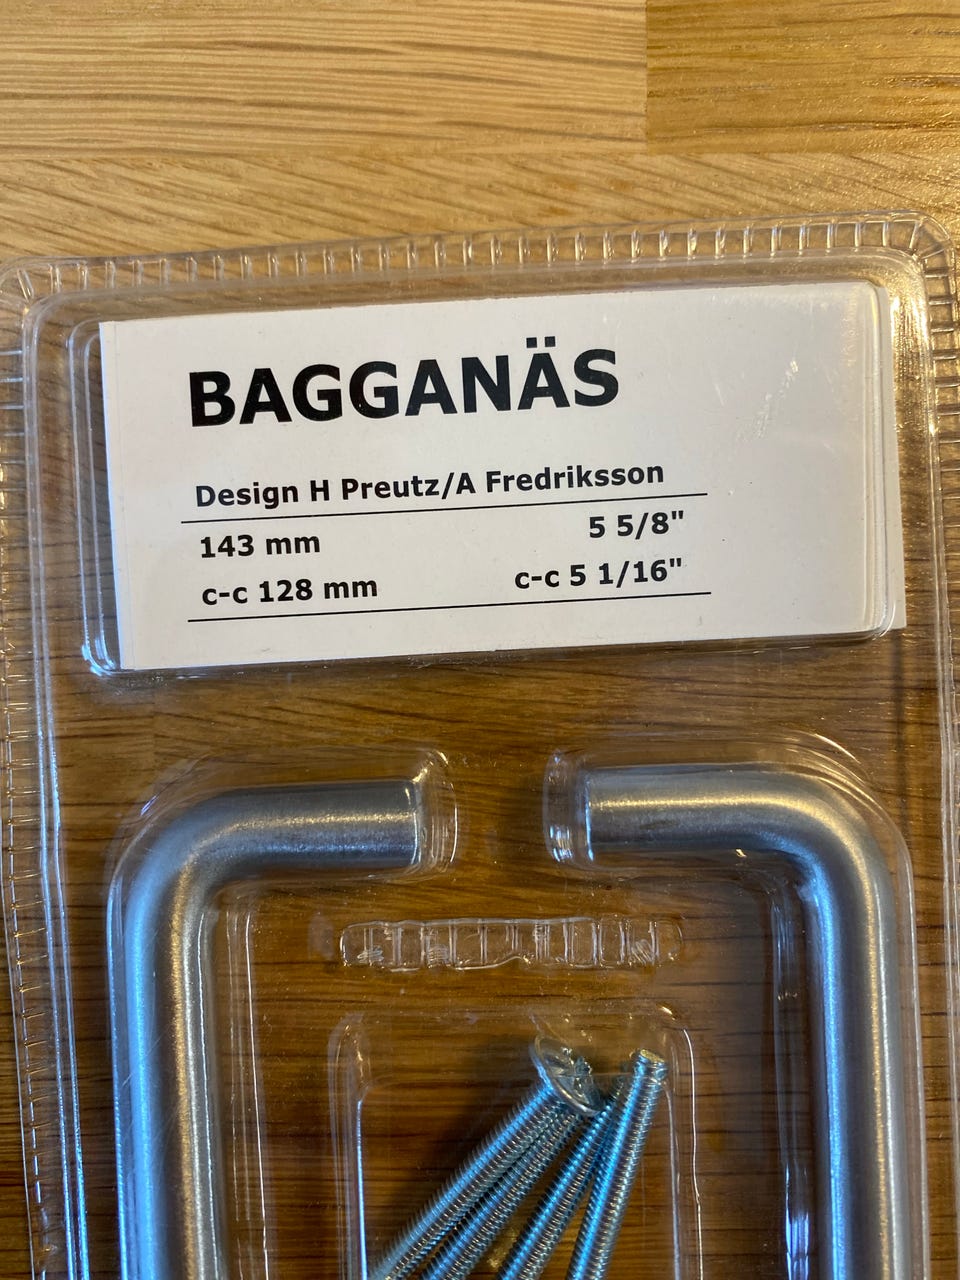 BAGGANÄS
Design H Preutz/A Fredriksson
143 mm 5 5/8"
c-c 128 mm c-c 5 1/16"